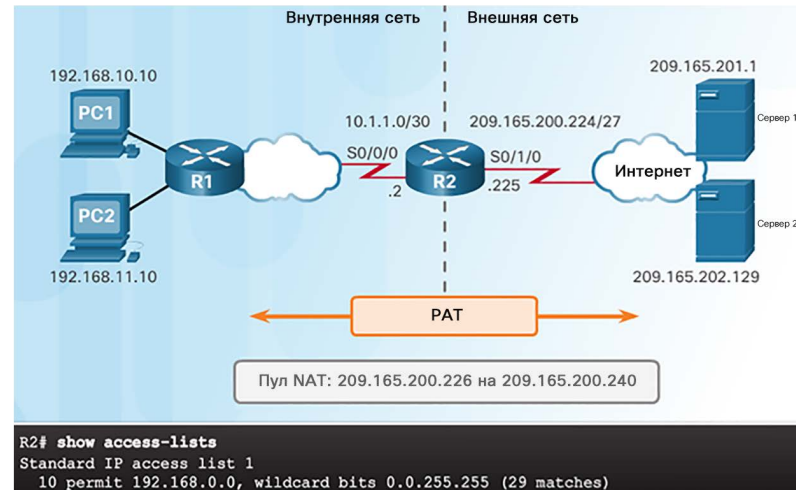 Внутренняя сеть
Внешняя сеть
192.168.10.10
209.165.201.1
PC1
10.1.1.0/30
209.165.200.224/27
Сервер 1
S0/0/0
S0/1/0
Интернет
R1
R2
.2
.225
PC2
Сервер 2
192.168.11.10
209.165.202.129
PAT
Пул NAT: 209.165.200.226 на 209.165.200.240
R2# show access-lists
Standard IP access list 1
10 permit 192.168.0.0, wildcard bits 0.0.255.255 (29 matches)